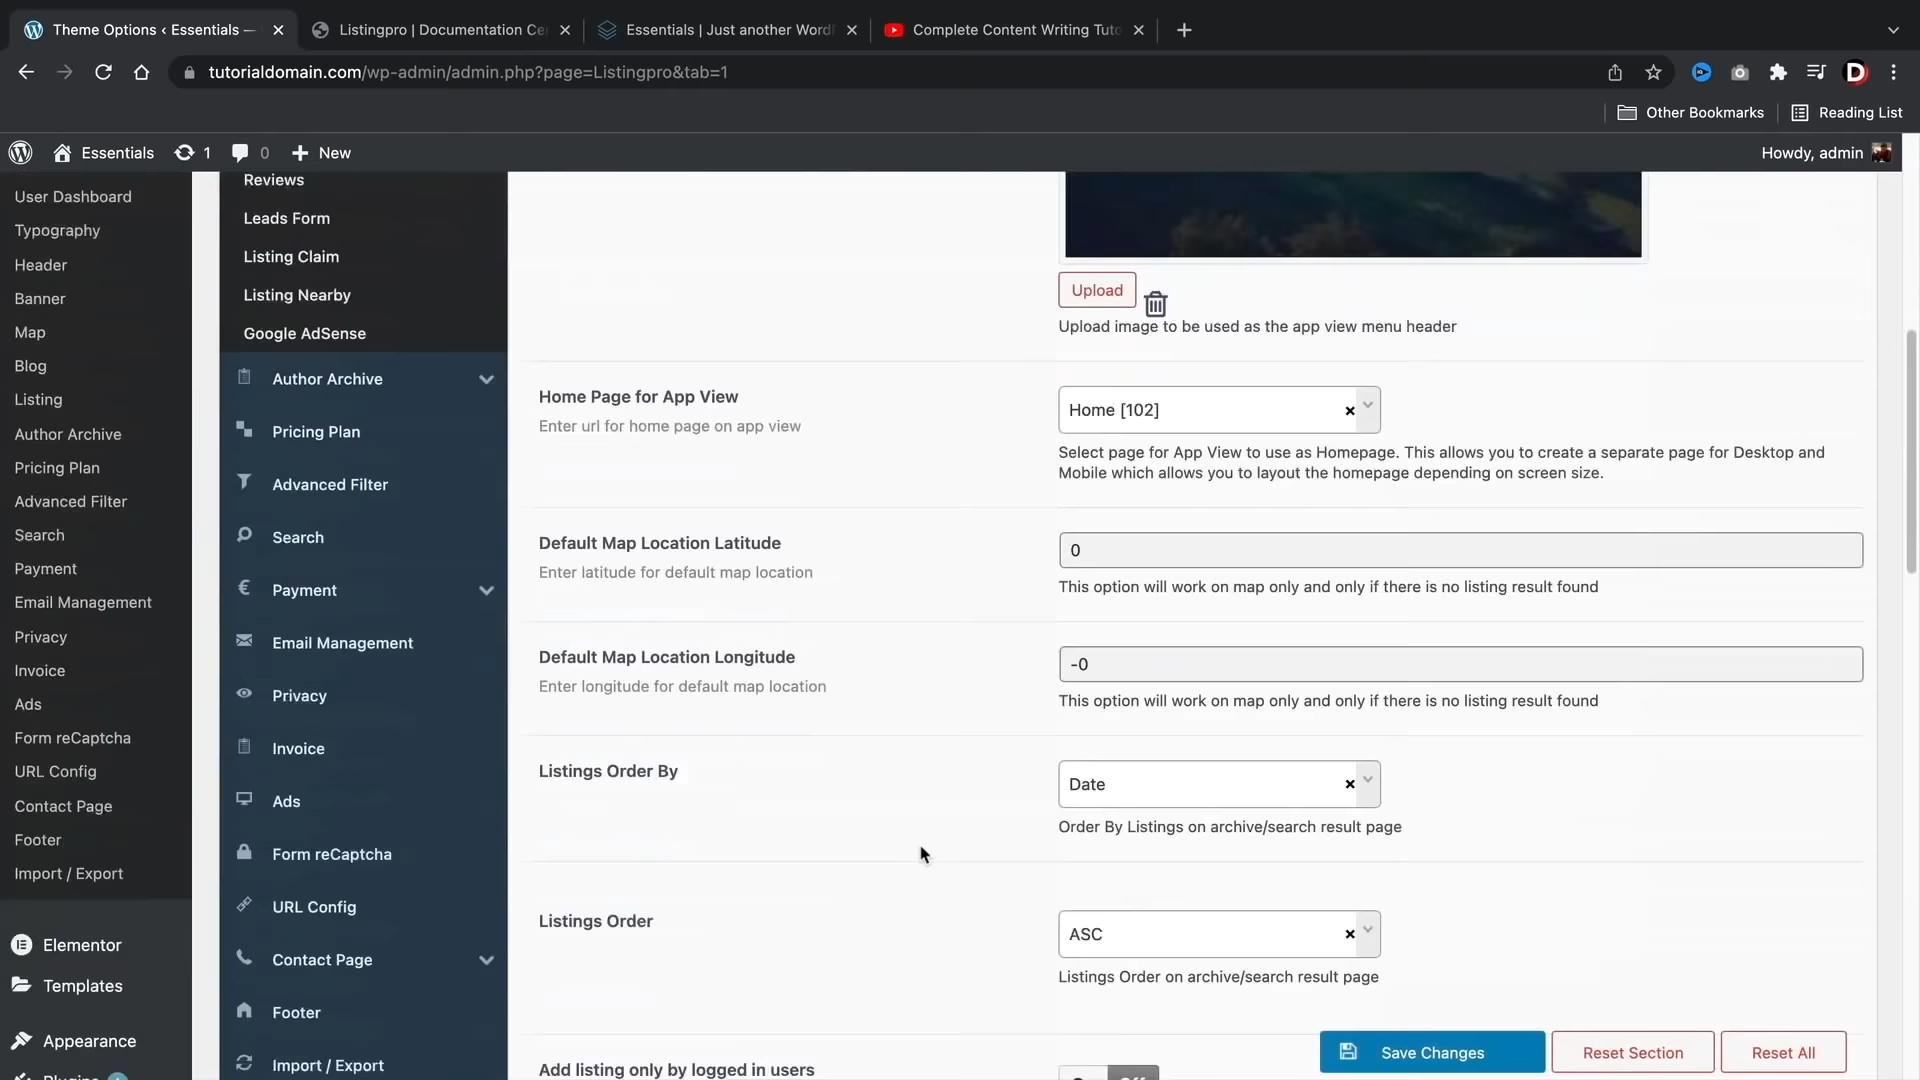 Theme Options ‹ Essentials —
Listingpro | Documentation Ce
Essentials | Just another Word
Complete Content Writing Tuto
tutorialdomain.com/wp-admin/admin.php?page=Listingpro&tab=1
Other Bookmarks
Reading List
Essentials
1
0
New
Howdy, admin
User Dashboard
Typography
Header
Banner
Map
Blog
Listing
Author Archive
Pricing Plan
Advanced Filter
Search
Payment
Email Management
Privacy
Invoice
Ads
Form reCaptcha
URL Config
Contact Page
Footer
Import / Export
Elementor
Templates
Appearance
Plugins
Reviews
Leads Form
Listing Claim
Listing Nearby
Google AdSense
Author Archive
Pricing Plan
Advanced Filter
Search
Payment
Email Management
Privacy
Invoice
Ads
Form reCaptcha
URL Config
Contact Page
Footer
Import / Export
Upload
Upload image to be used as the app view menu header
Home Page for App View
Enter url for home page on app view
Home [102]
Select page for App View to use as Homepage. This allows you to create a separate page for Desktop and
Mobile which allows you to layout the homepage depending on screen size.
Default Map Location Latitude
Enter latitude for default map location
0
This option will work on map only and only if there is no listing result found
Default Map Location Longitude
Enter longitude for default map location
-0
This option will work on map only and only if there is no listing result found
Listings Order By
Date
Order By Listings on archive/search result page
Listings Order
ASC
Listings Order on archive/search result page
Add listing only by logged in users
Save Changes
Reset Section
Reset All